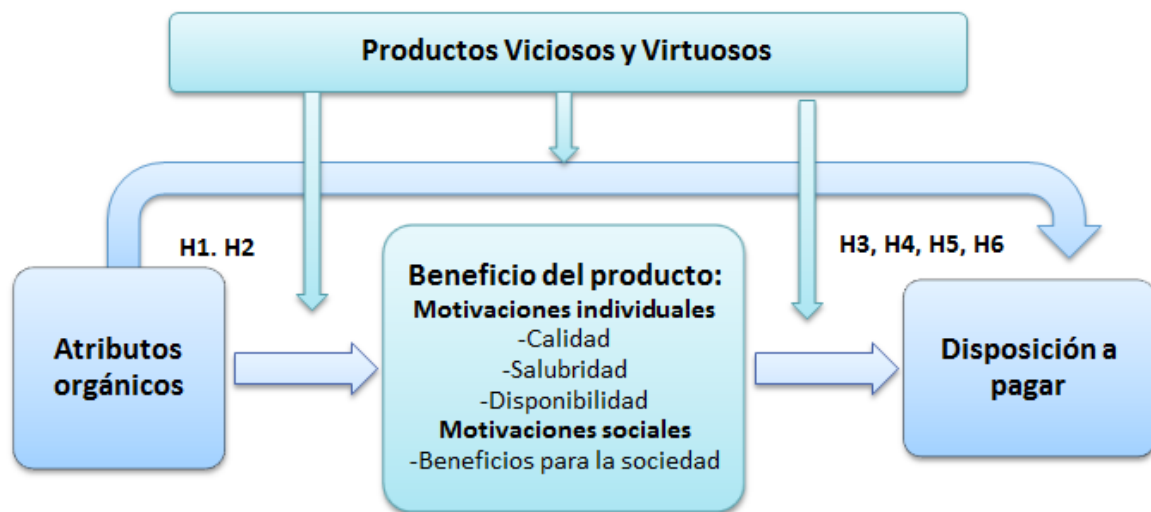 Productos Viciosos y Virtuosos
H1. H2
H3, H4, H5, H6
Atributos
orgánicos
Beneficio del producto:
Motivaciones individuales
-Calidad
-Salubridad
-Disponibilidad
Motivaciones sociales
-Beneficios para la sociedad
Disposición a
pagar